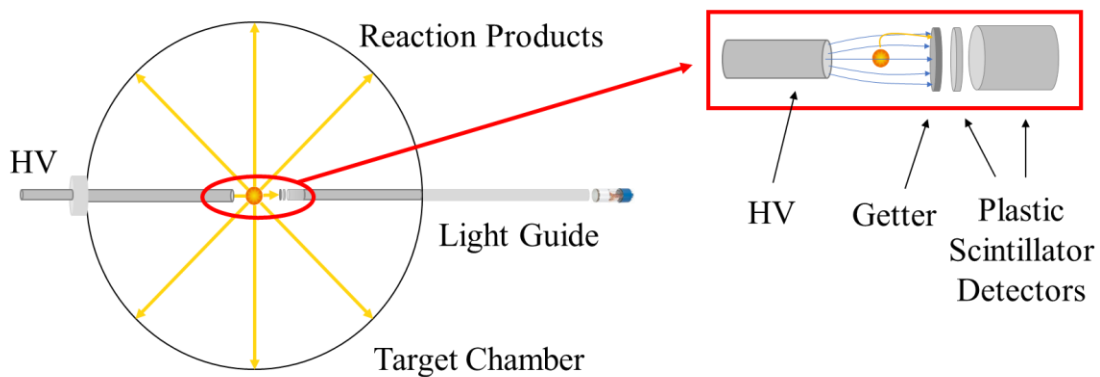 Reaction Products
HV
Light Guide
Target Chamber
HV
Getter
Plastic
Scintillator
Detectors